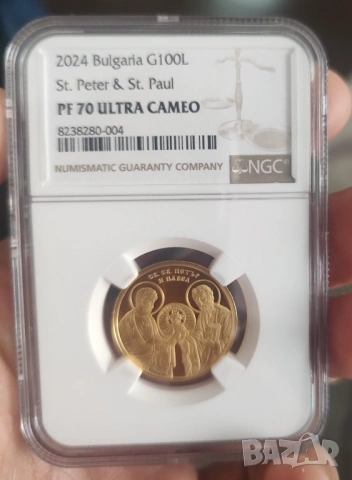 2024 Bulgaria G100L
St. Peter & St. Paul
PF 70 ULTRA CAMEO
8238280-004
NUMISMATIC GUARANTY COMPANY
NGC
СВ. СВ. ПЕТЪР
И ПАВЕЛ
BAZAR